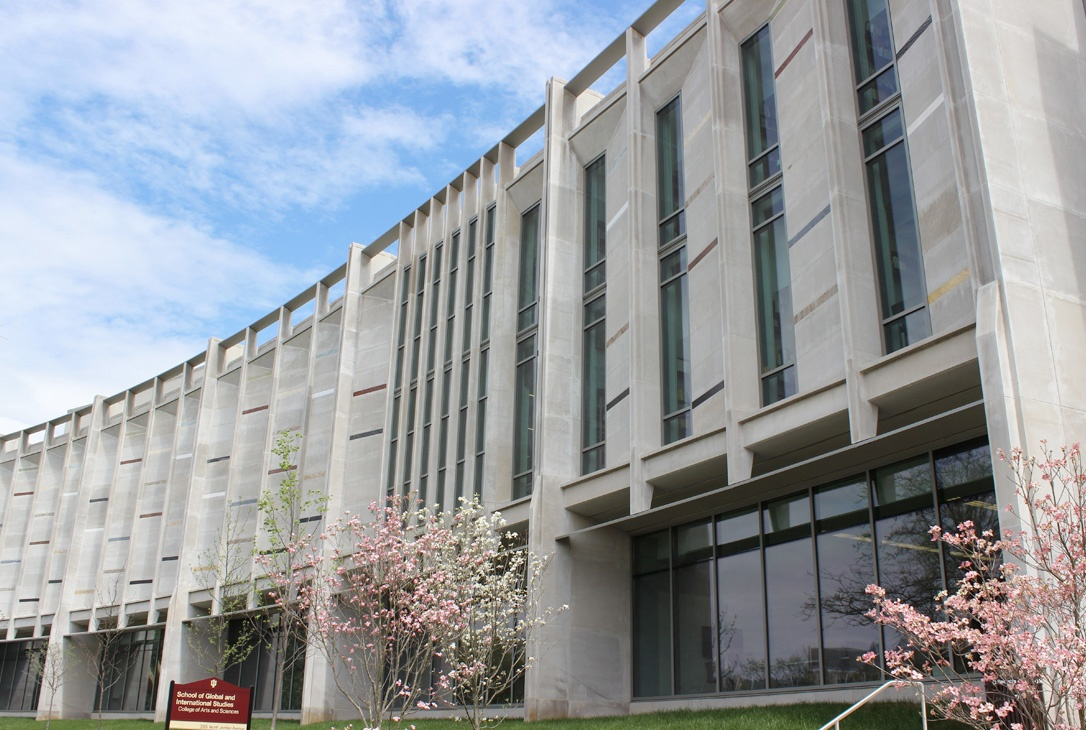 School of Global and
International Studies
College of Arts and Sciences